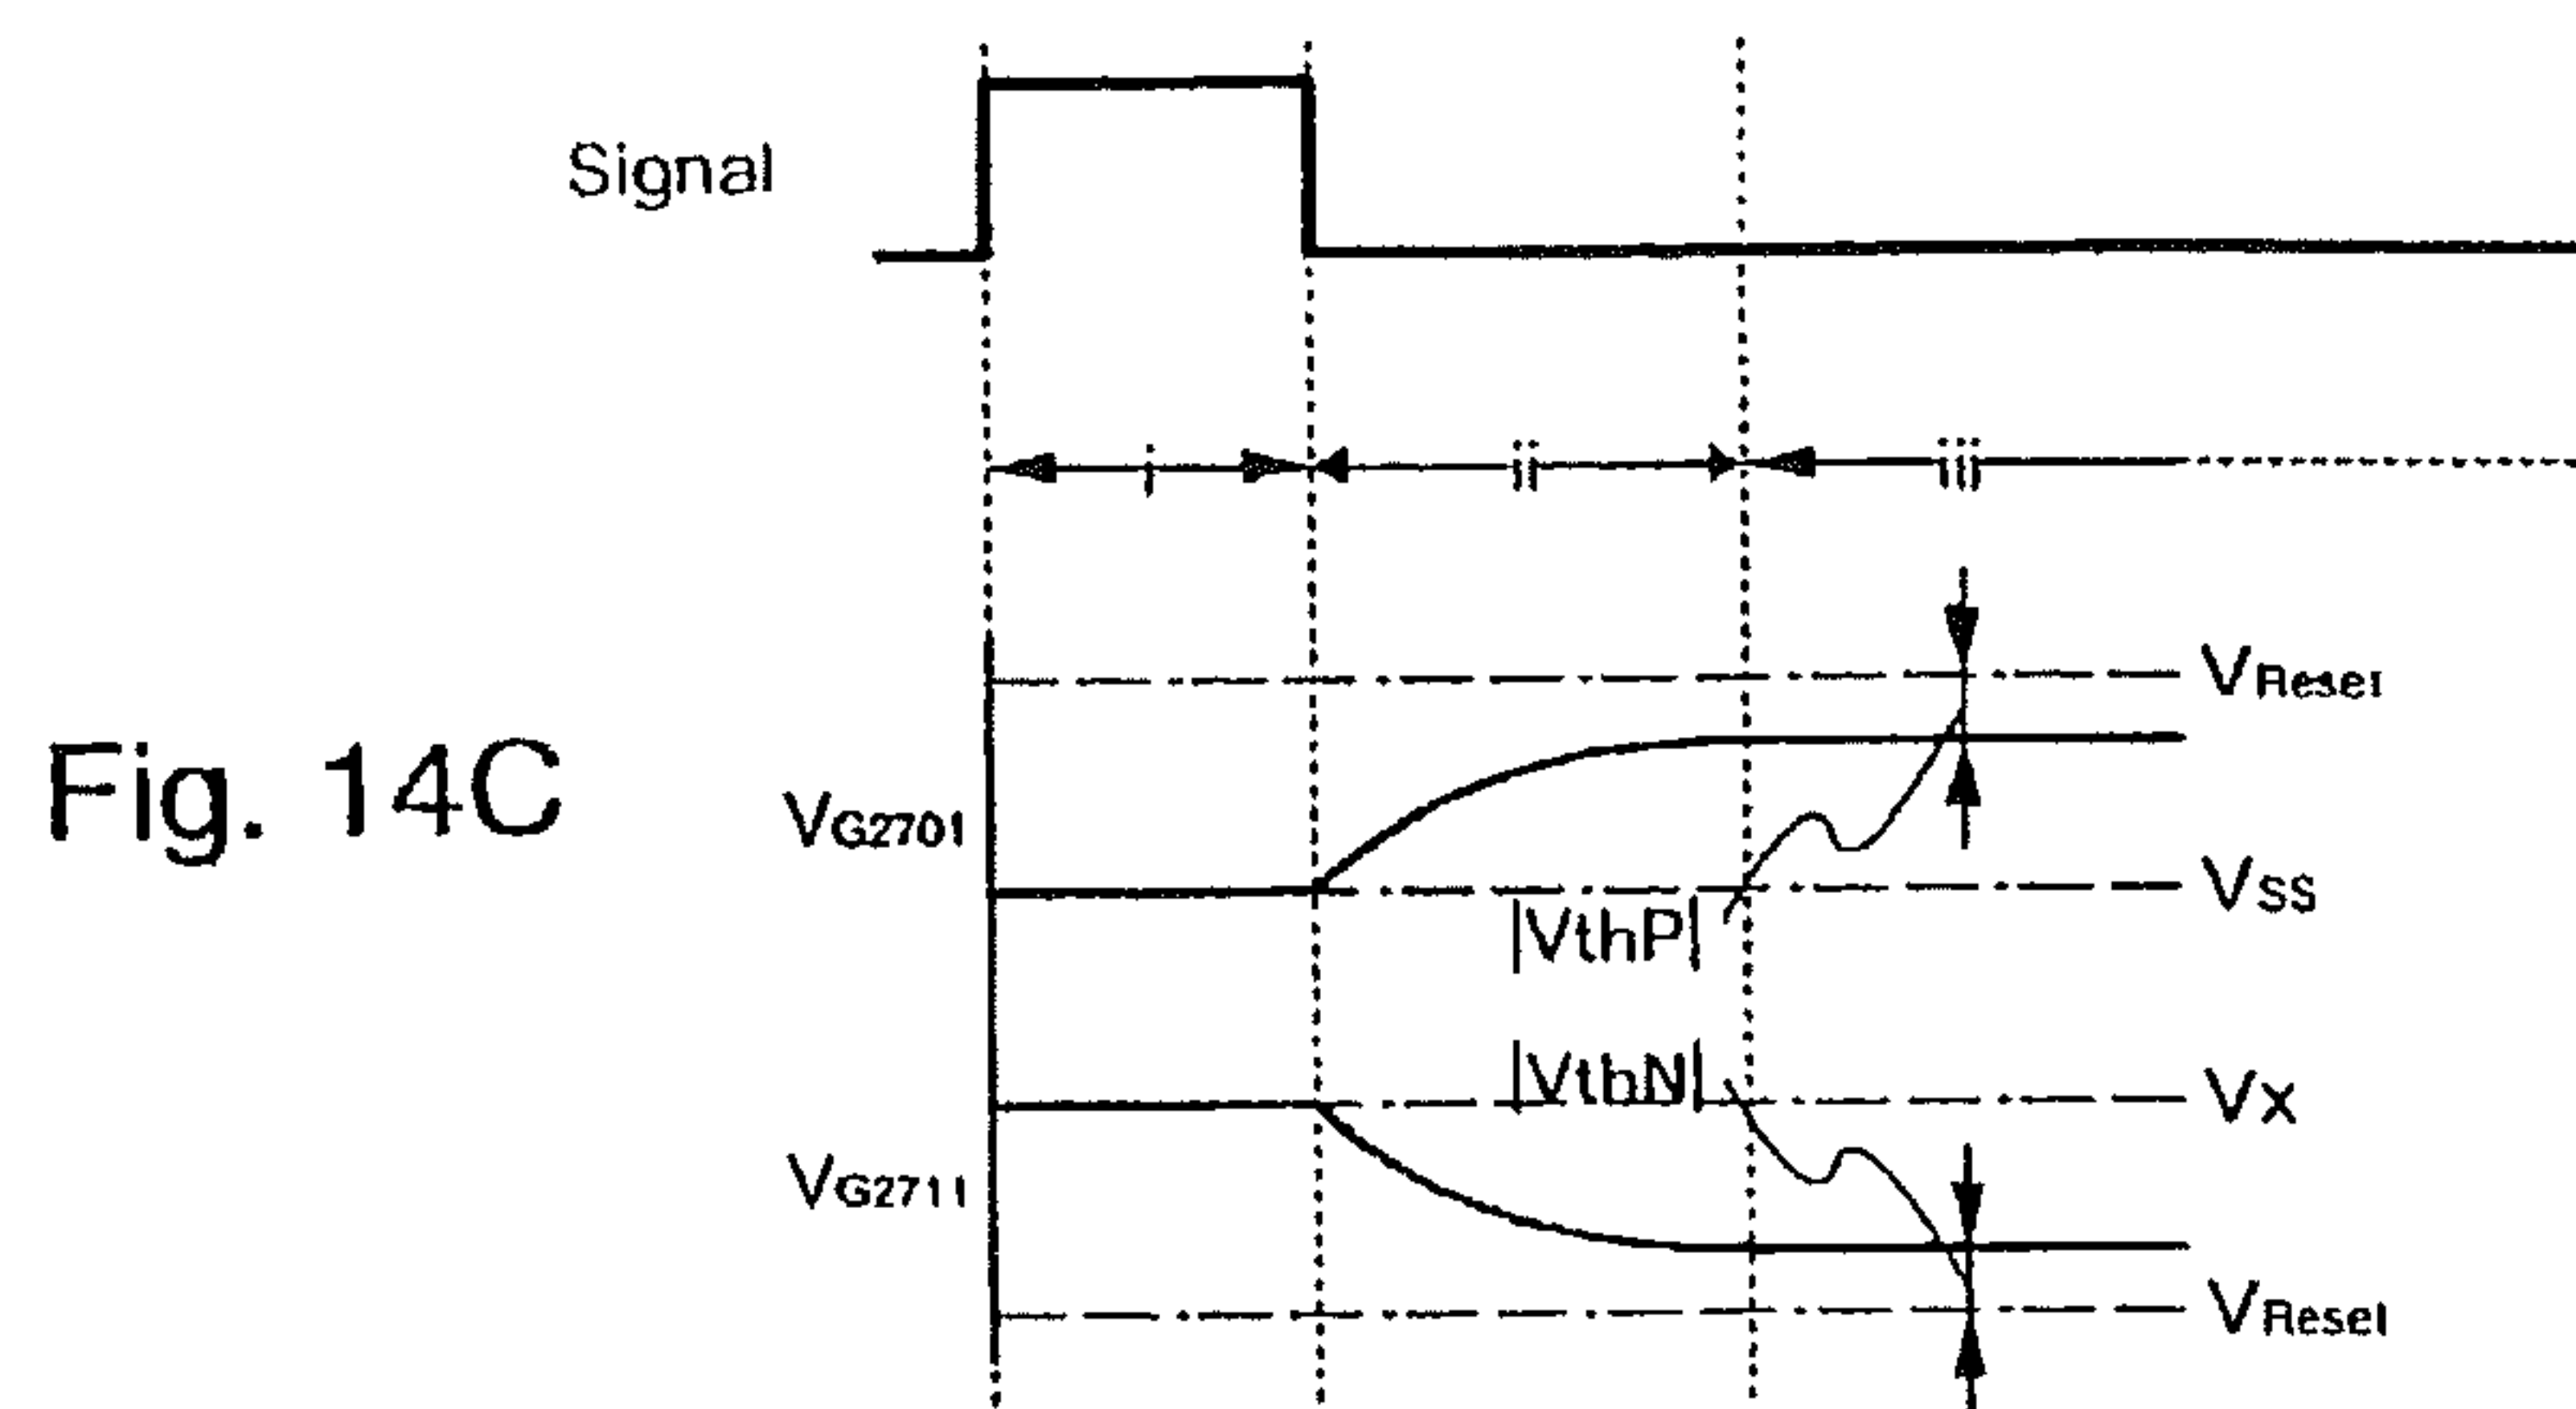 Signal
i
ii
iii
VReset
Fig. 14C
VG2701
VSS
|VthP|
|VthN|
VX
VG2711
VReset